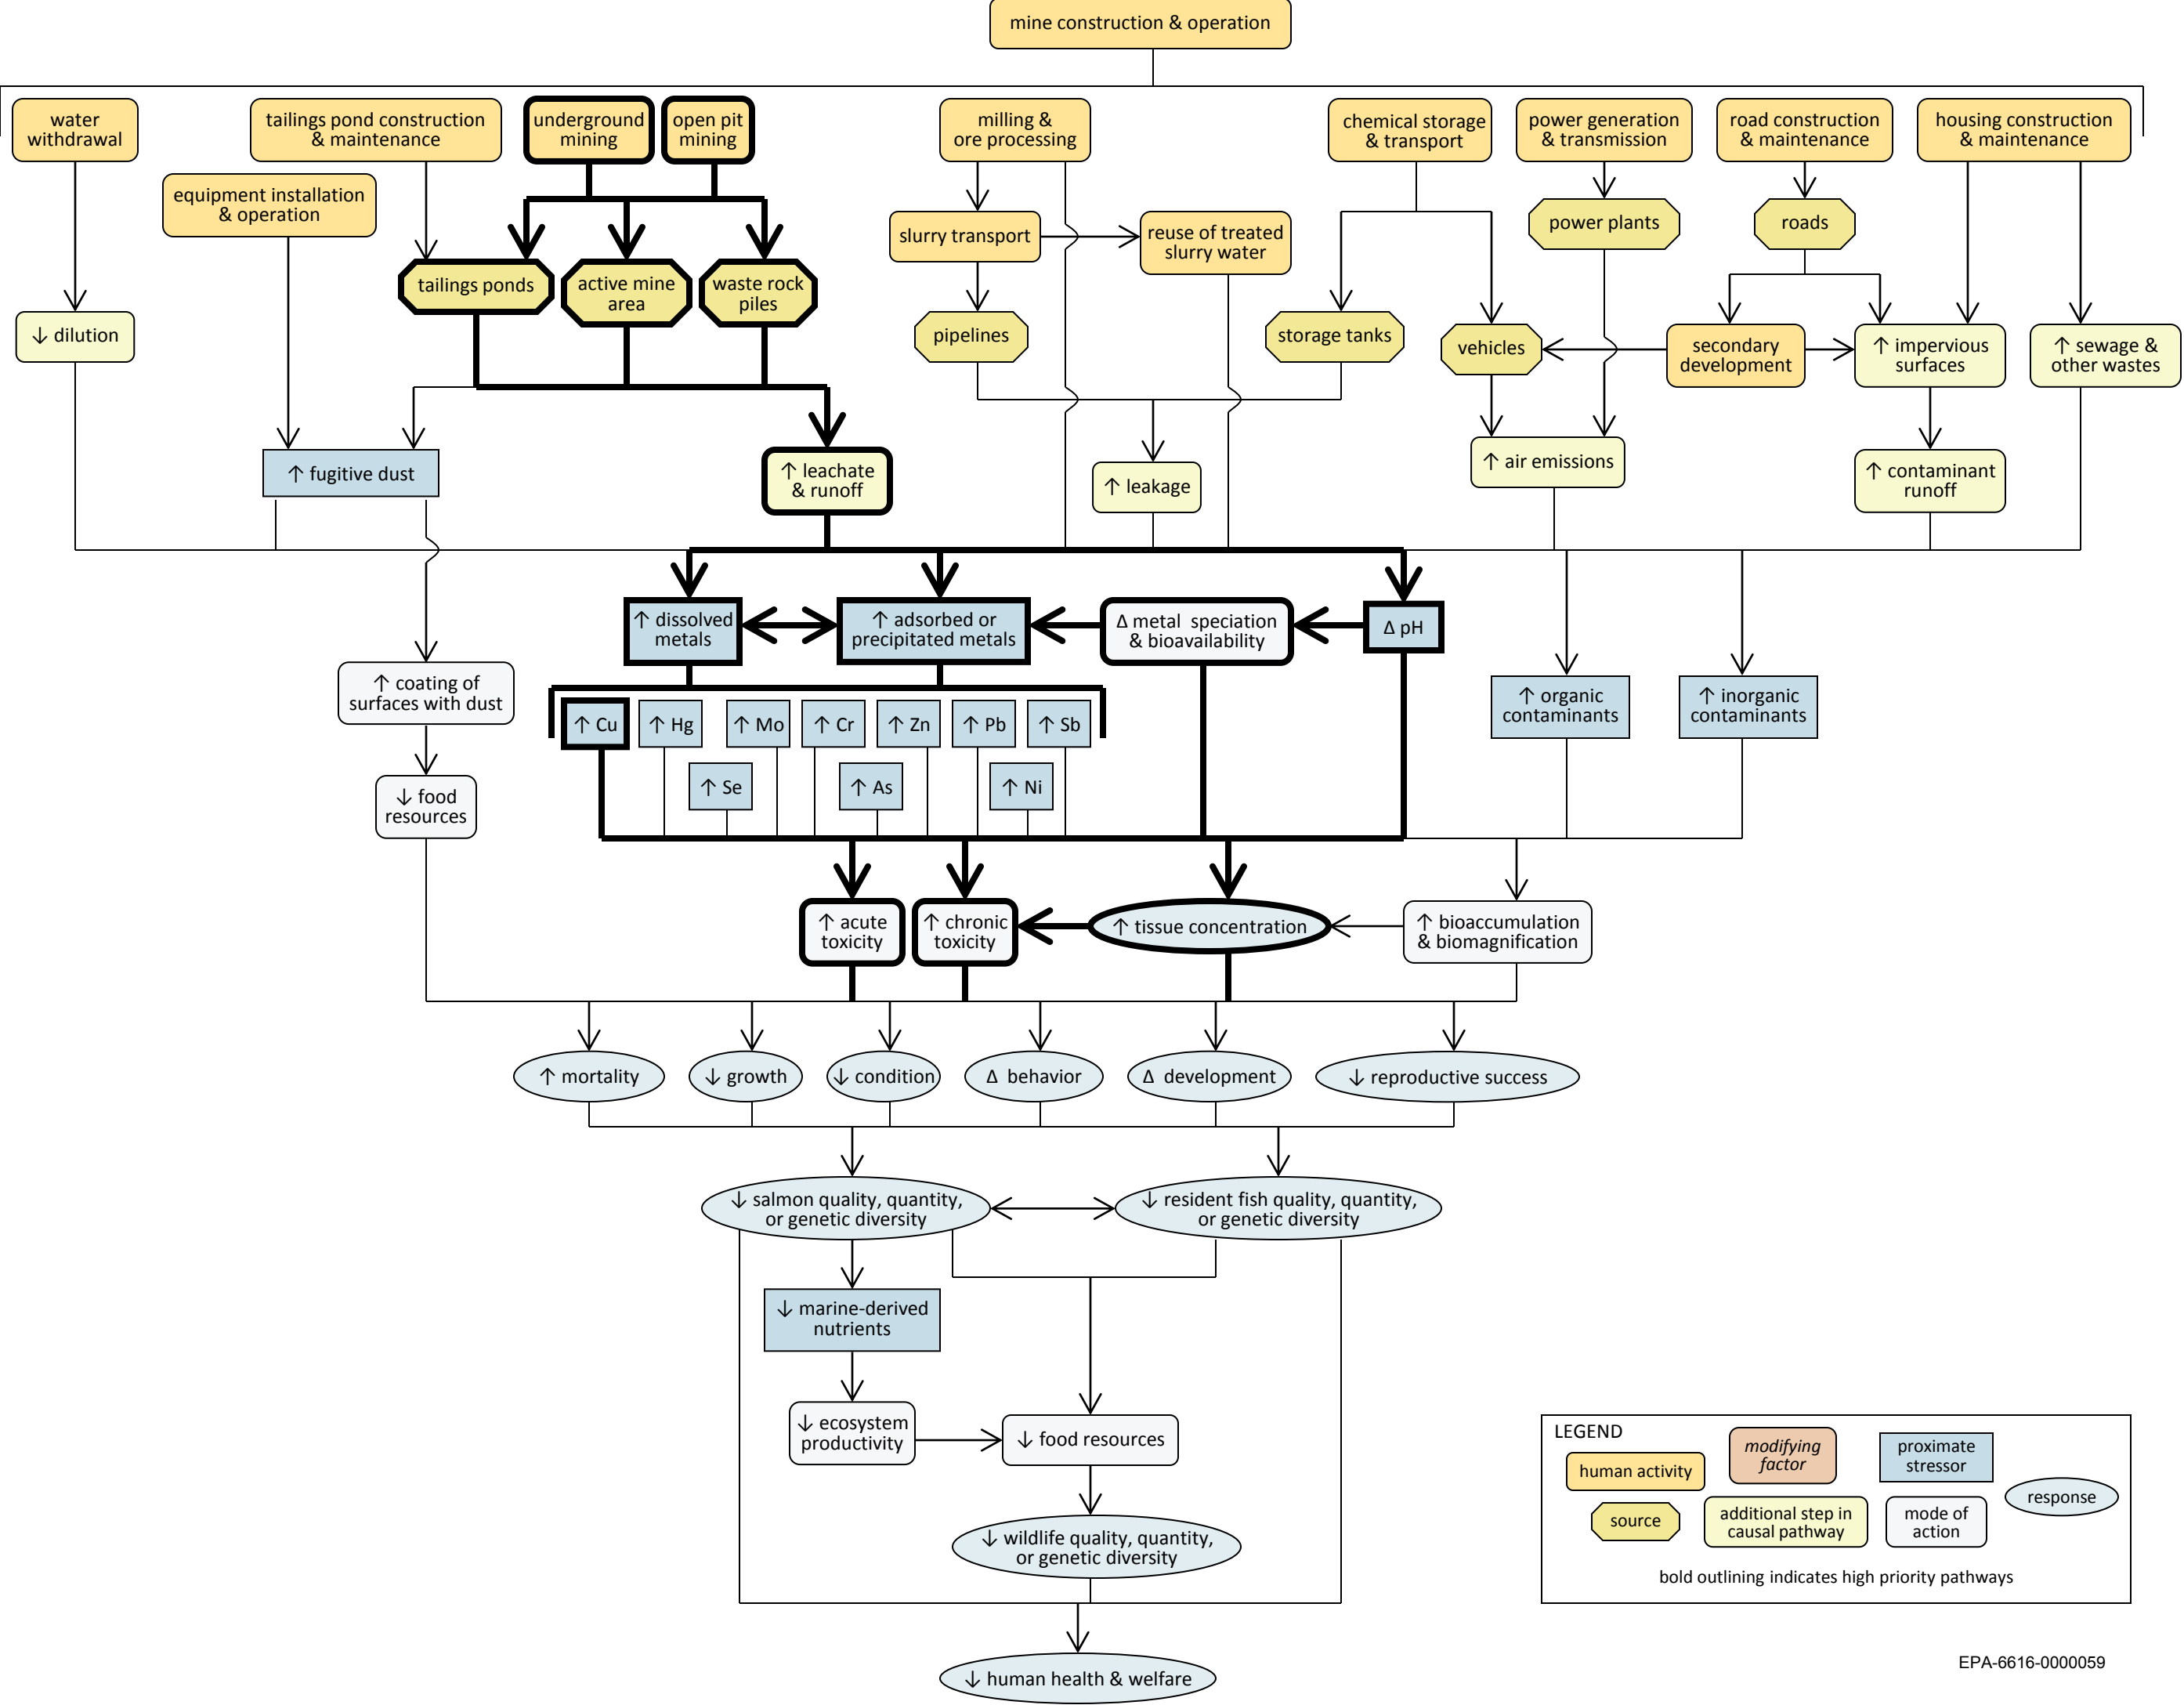 mine construction & operation
water
withdrawal
tailings pond construction
& maintenance
underground
mining
open pit
mining
milling &
ore processing
chemical storage
& transport
power generation
& transmission
road construction
& maintenance
housing construction
& maintenance
equipment installation
& operation
slurry transport
reuse of treated
slurry water
power plants
roads
tailings ponds
active mine
area
waste rock
piles
↓ dilution
pipelines
storage tanks
vehicles
secondary
development
↑ impervious
surfaces
↑ sewage &
other wastes
↑ fugitive dust
↑ leachate
& runoff
↑ leakage
↑ air emissions
↑ contaminant
runoff
↑ dissolved
metals
↑ adsorbed or
precipitated metals
Δ metal speciation
& bioavailability
Δ pH
↑ coating of
surfaces with dust
↑ organic
contaminants
↑ inorganic
contaminants
↑ Cu
↑ Hg
↑ Mo
↑ Cr
↑ Zn
↑ Pb
↑ Sb
↑ Se
↑ As
↑ Ni
↓ food
resources
↑ acute
toxicity
↑ chronic
toxicity
↑ tissue concentration
↑ bioaccumulation
& biomagnification
↑ mortality
↓ growth
↓ condition
Δ behavior
Δ development
↓ reproductive success
↓ salmon quality, quantity,
or genetic diversity
↓ resident fish quality, quantity,
or genetic diversity
↓ marine-derived
nutrients
↓ ecosystem
productivity
↓ food resources
↓ wildlife quality, quantity,
or genetic diversity
↓ human health & welfare
LEGEND
human activity
modifying
factor
proximate
stressor
source
additional step in
causal pathway
mode of
action
response
bold outlining indicates high priority pathways
EPA-6616-0000059